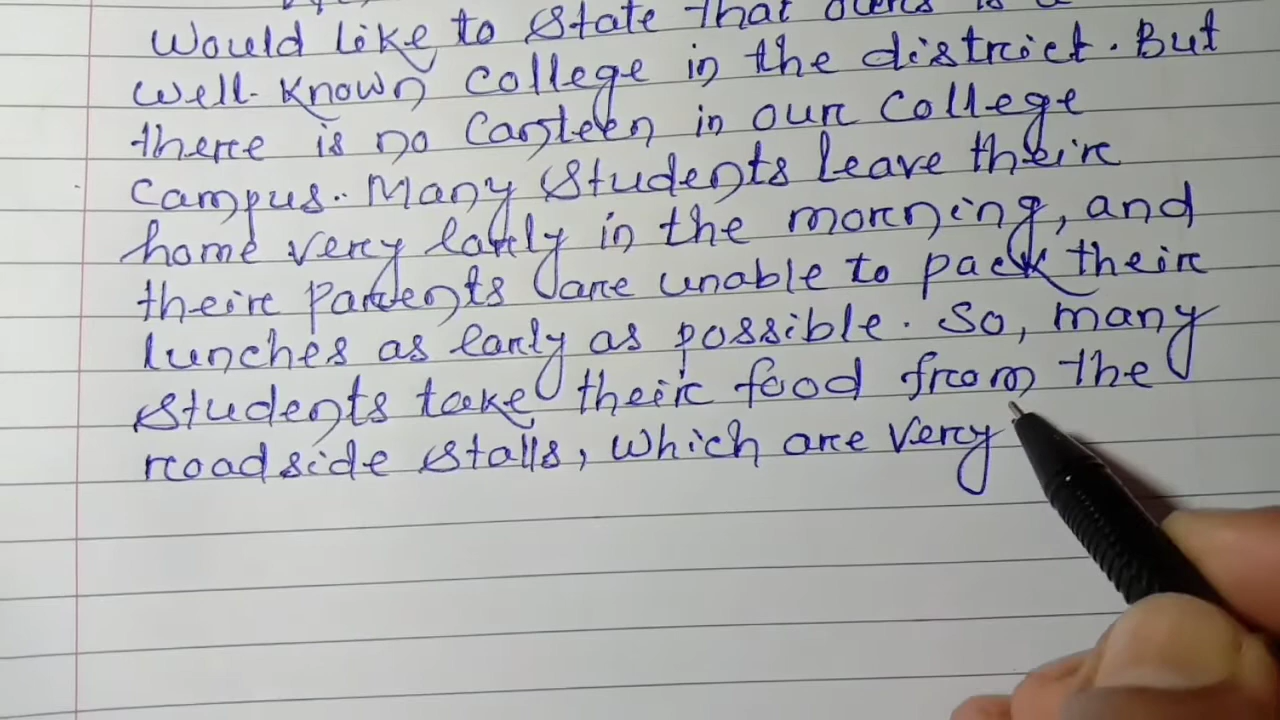 Would like to state that ours is a
well-known college in the district. But
there is no canteen in our college
campus. Many students leave their
home very early in the morning, and
their parents are unable to pack their
lunches as early as possible. So, many
students take their food from the
roadside stalls, which are very